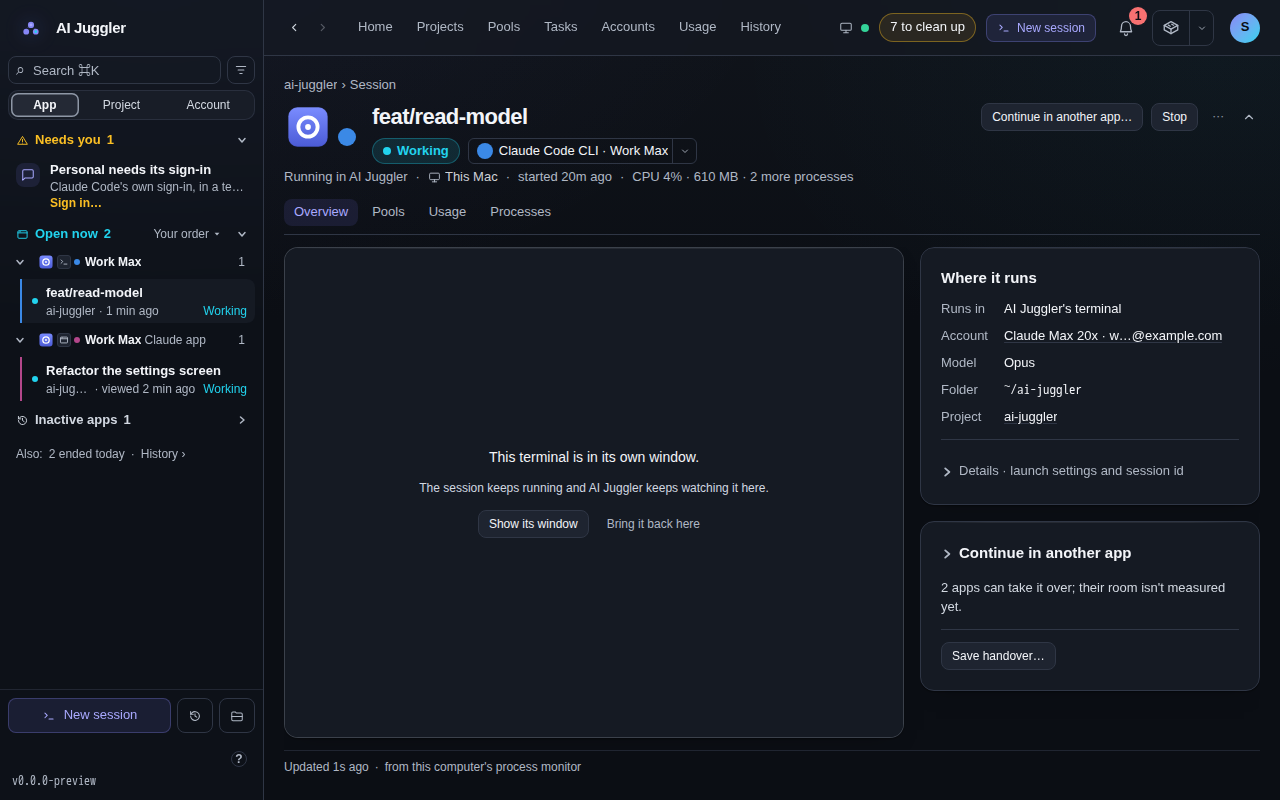 AI Juggler
Search ⌘K
App Project Account
Needs you 1
Personal needs its sign-in
Claude Code's own sign-in, in a te…
Sign in…
Open now 2 Your order
Work Max 1
feat/read-model
ai-juggler · 1 min ago Working
Work Max Claude app 1
Refactor the settings screen
ai-jug… · viewed 2 min ago Working
Inactive apps 1
Also: 2 ended today · History ›
New session
?
v0.0.0-preview
Home Projects Pools Tasks Accounts Usage History
7 to clean up
New session
1
S
ai-juggler › Session
feat/read-model
Continue in another app… Stop …
Working
Claude Code CLI · Work Max
Running in AI Juggler · This Mac · started 20m ago · CPU 4% · 610 MB · 2 more processes
Overview Pools Usage Processes
This terminal is in its own window.
The session keeps running and AI Juggler keeps watching it here.
Show its window Bring it back here
Where it runs
Runs in AI Juggler's terminal
Account Claude Max 20x · w…@example.com
Model Opus
Folder ~/ai-juggler
Project ai-juggler
Details · launch settings and session id
Continue in another app
2 apps can take it over; their room isn't measured
yet.
Save handover…
Updated 1s ago · from this computer's process monitor